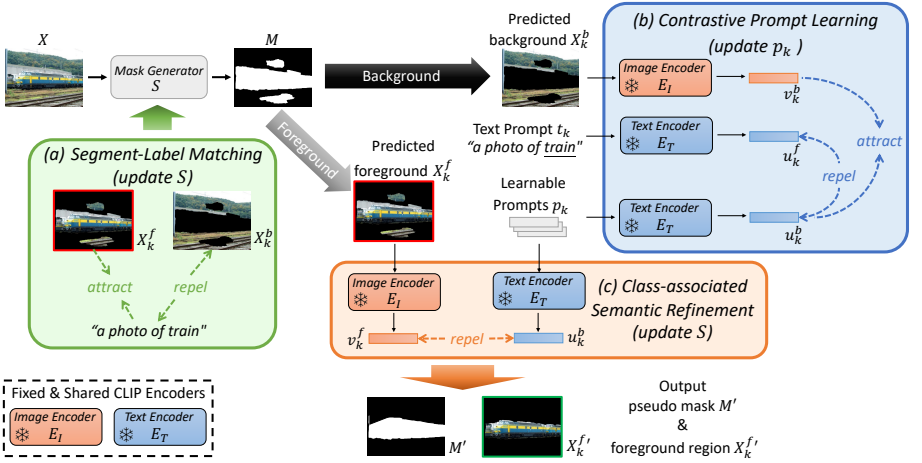 X
Mask Generator
S
M
Background
Foreground
Predicted
background X_k^b
(a) Segment-Label Matching
(update S)
X_k^f
X_k^b
attract
repel
“a photo of train"
Predicted
foreground X_k^f
Text Prompt t_k
“a photo of train"
Learnable
Prompts p_k
(b) Contrastive Prompt Learning
(update p_k )
Image Encoder
E_I
v_k^b
Text Encoder
E_T
u_k^f
Text Encoder
E_T
u_k^b
attract
repel
Image Encoder
E_I
v_k^f
repel
Text Encoder
E_T
u_k^b
(c) Class-associated
Semantic Refinement
(update S)
Fixed & Shared CLIP Encoders
Image Encoder
E_I
Text Encoder
E_T
M′
X_k^f′
Output
pseudo mask M′
&
foreground region X_k^f′